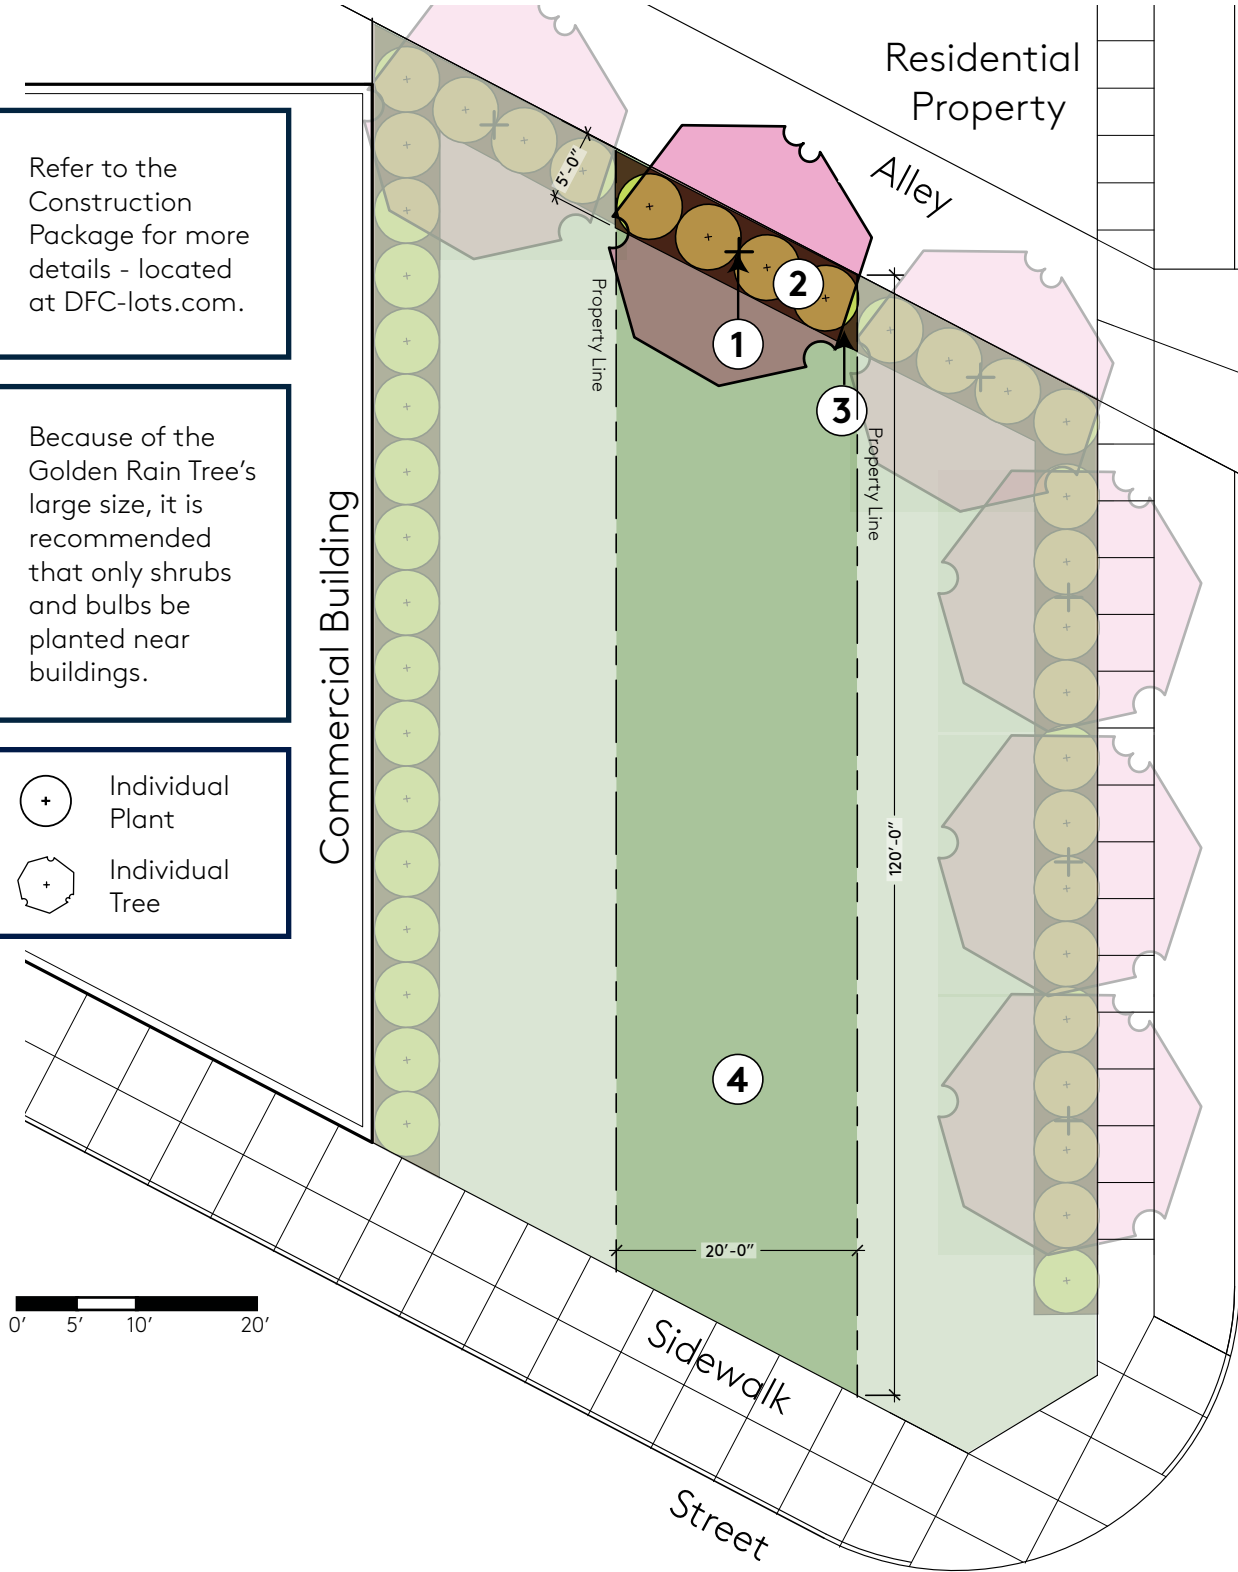 Residential
Property
Alley
Refer to the
Construction
Package for more
details - located
at DFC-lots.com.
Because of the
Golden Rain Tree’s
large size, it is
recommended
that only shrubs
and bulbs be
planted near
buildings.
Individual
Plant
Individual
Tree
Commercial Building
5’-0”
Property Line
1
2
3
Property Line
120’-0”
4
20’-0”
0’ 5’ 10’ 20’
Sidewalk
Street